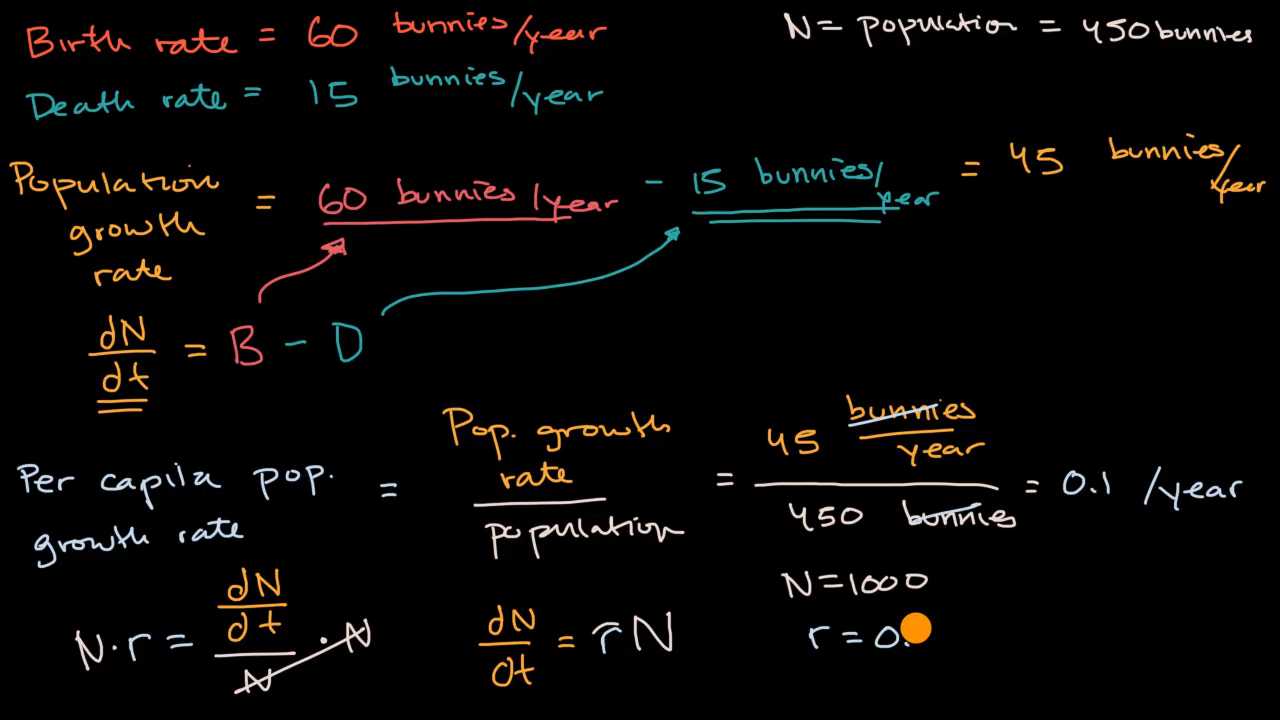 Birth rate = 60 bunnies/year
N = population = 450 bunnies
Death rate = 15 bunnies/year
Population growth rate = 60 bunnies/year - 15 bunnies/year = 45 bunnies/year
dN/dt = B - D
Per capita pop. growth rate = Pop. growth rate / population = 45 bunnies/year / 450 bunnies = 0.1 /year
N · r = dN/dt / N · N
dN/dt = rN
N = 1000
r = 0.